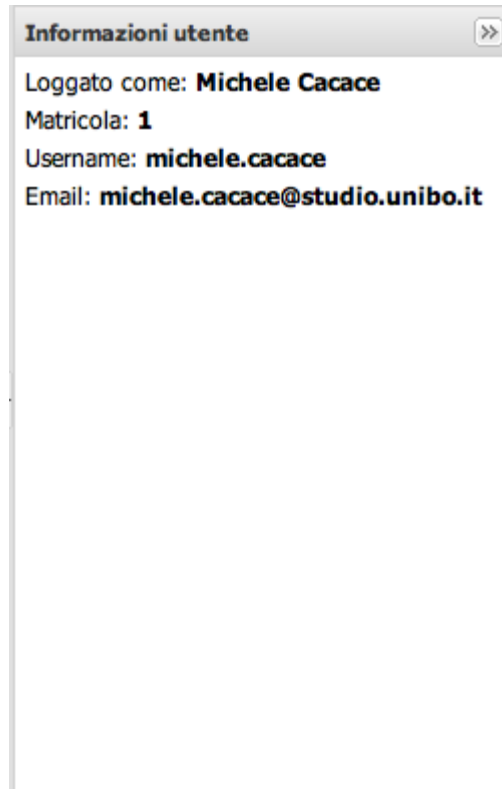 Informazioni utente
Loggato come: Michele Cacace
Matricola: 1
Username: michele.cacace
Email: michele.cacace@studio.unibo.it